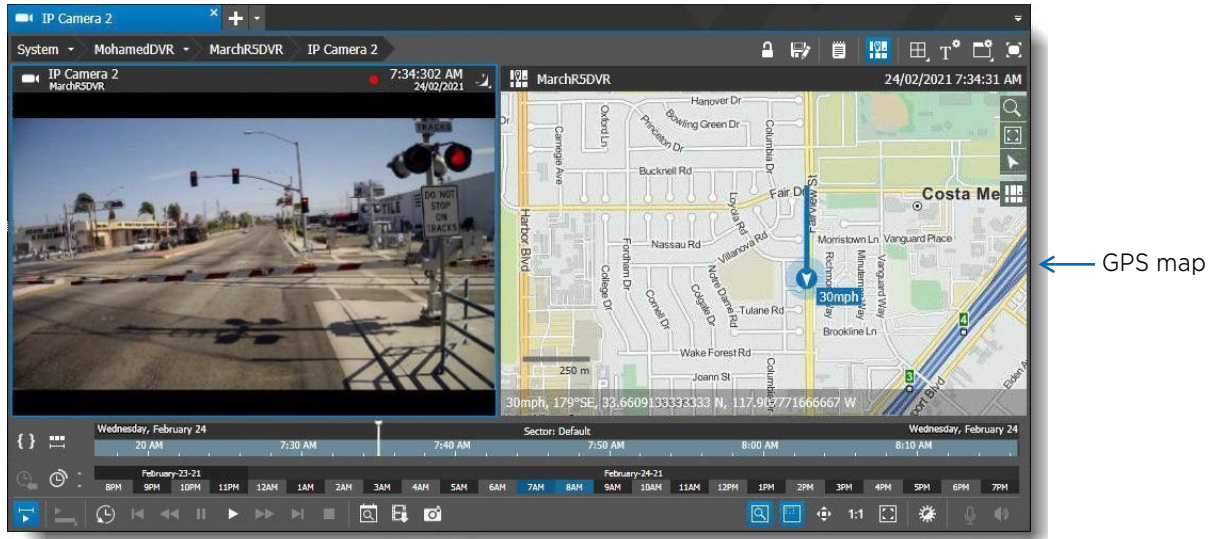 IP Camera 2
System MohamedDVR MarchR5DVR IP Camera 2
IP Camera 2
MarchR5DVR
7:34:302 AM
24/02/2021
TRACKS
DO NOT
STOP
ON
TRACKS
TILE
MarchR5DVR 24/02/2021 7:34:31 AM
Hanover Dr
Oxford Ln
Bowling Green Dr
Princeton Dr
Columbia Dr
Carnegie Ave
Bucknell Rd
Fair Dr
Fairview St
Costa Me
Loyola Rd
Harbor Blvd
Nassau Rd
Villanova Rd
Morristown Ln
Vanguard Place
Fordham Dr
College Dr
Notre Dame Rd
Colgate Dr
Cornell Dr
Minuteman Way
Vanguard Way
30mph
Tulane Rd
Brookline Ln
4
Wake Forest Rd
250 m
Joann St
3
30mph, 179°SE, 33.6609133333333 N, 117.907771666667 W
GPS map
Wednesday, February 24 Sector: Default Wednesday, February 24
20 AM 7:30 AM 7:40 AM 7:50 AM 8:00 AM 8:10 AM
February-23-21 February-24-21
8PM 9PM 10PM 11PM 12AM 1AM 2AM 3AM 4AM 5AM 6AM 7AM 8AM 9AM 10AM 11AM 12PM 1PM 2PM 3PM 4PM 5PM 6PM 7PM
1:1